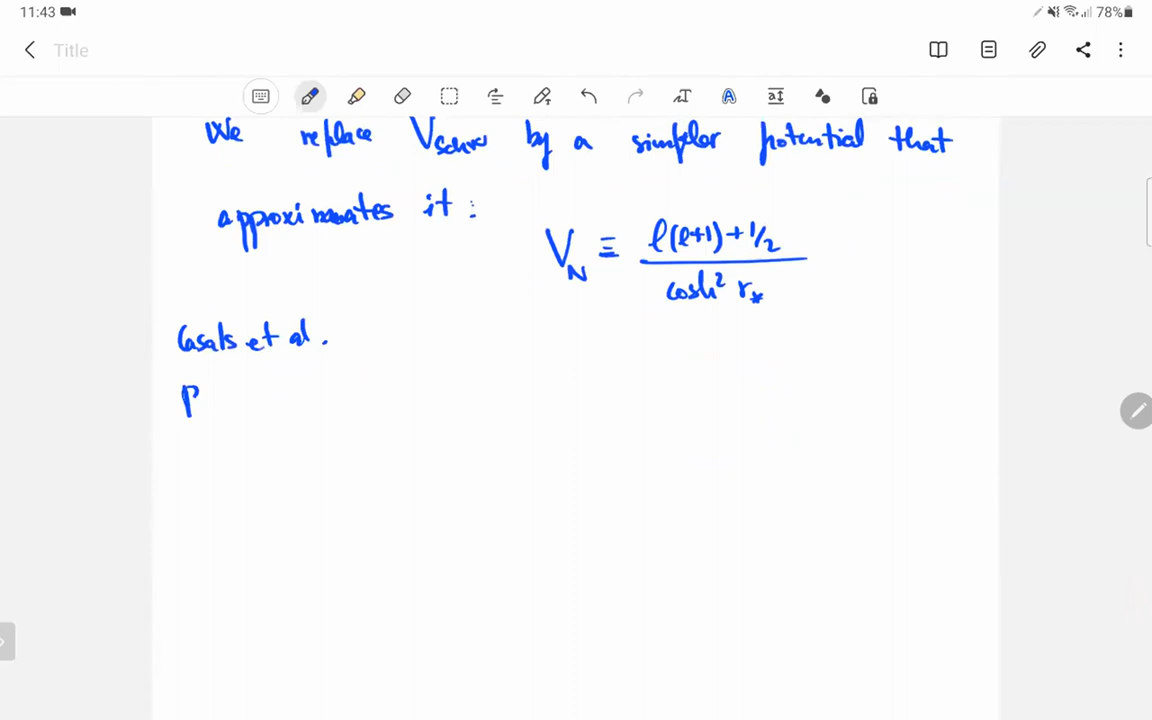 11:43 78%
Title
We replace V_Schw by a simpler potential that
approximates it :
V_N ≡ (l(l+1)+1/2) / (cosh² r_*)
Casals et al.
P